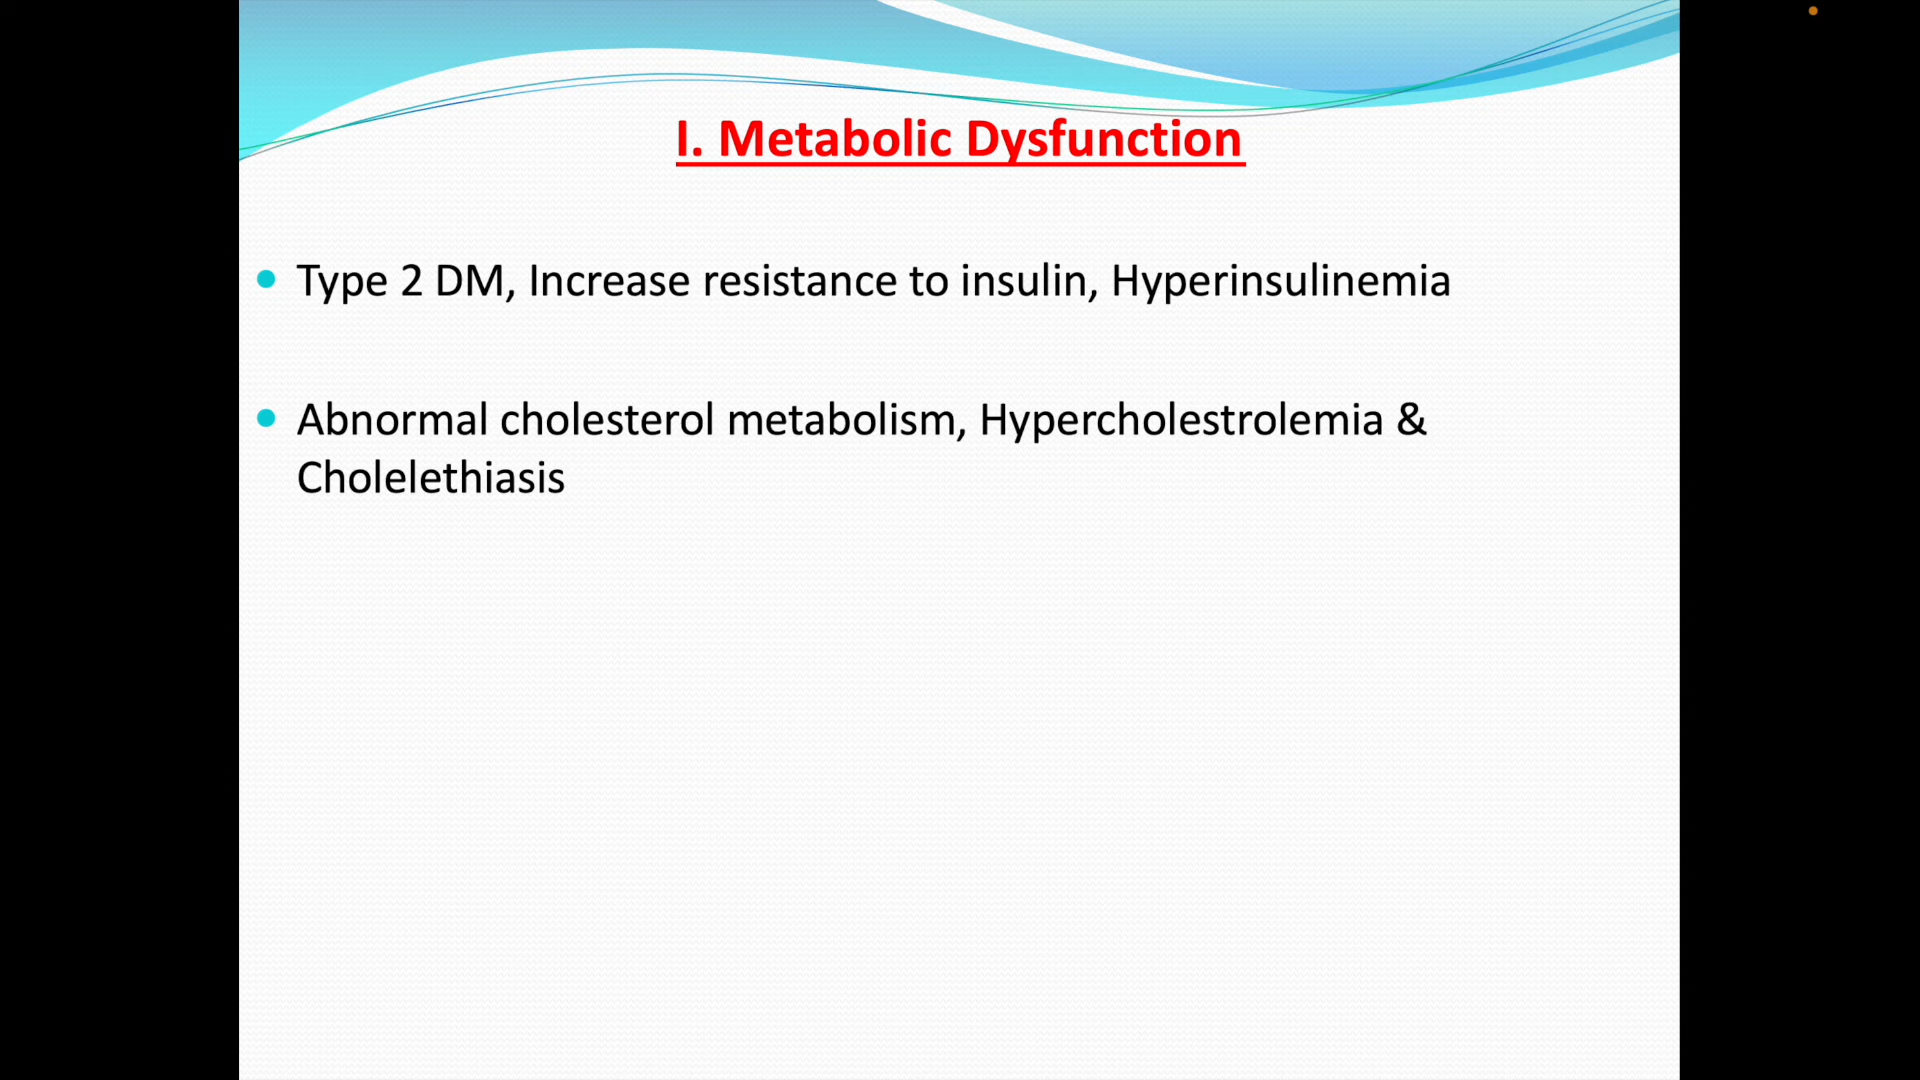 I. Metabolic Dysfunction
Type 2 DM, Increase resistance to insulin, Hyperinsulinemia
Abnormal cholesterol metabolism, Hypercholestrolemia &
Cholelethiasis